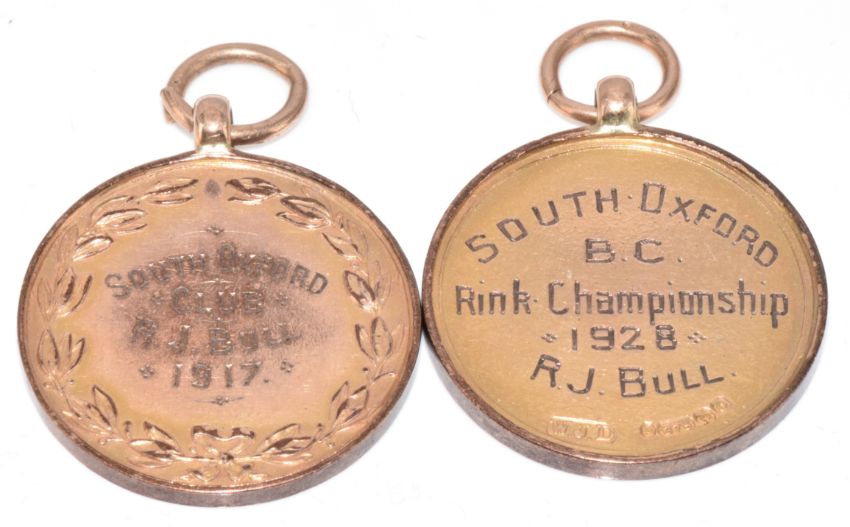 SOUTH OXFORD
CLUB
R.J. BULL
1917.
SOUTH·OXFORD
B.C.
Rink·Championship
1928
R.J. BULL.
W.J.D